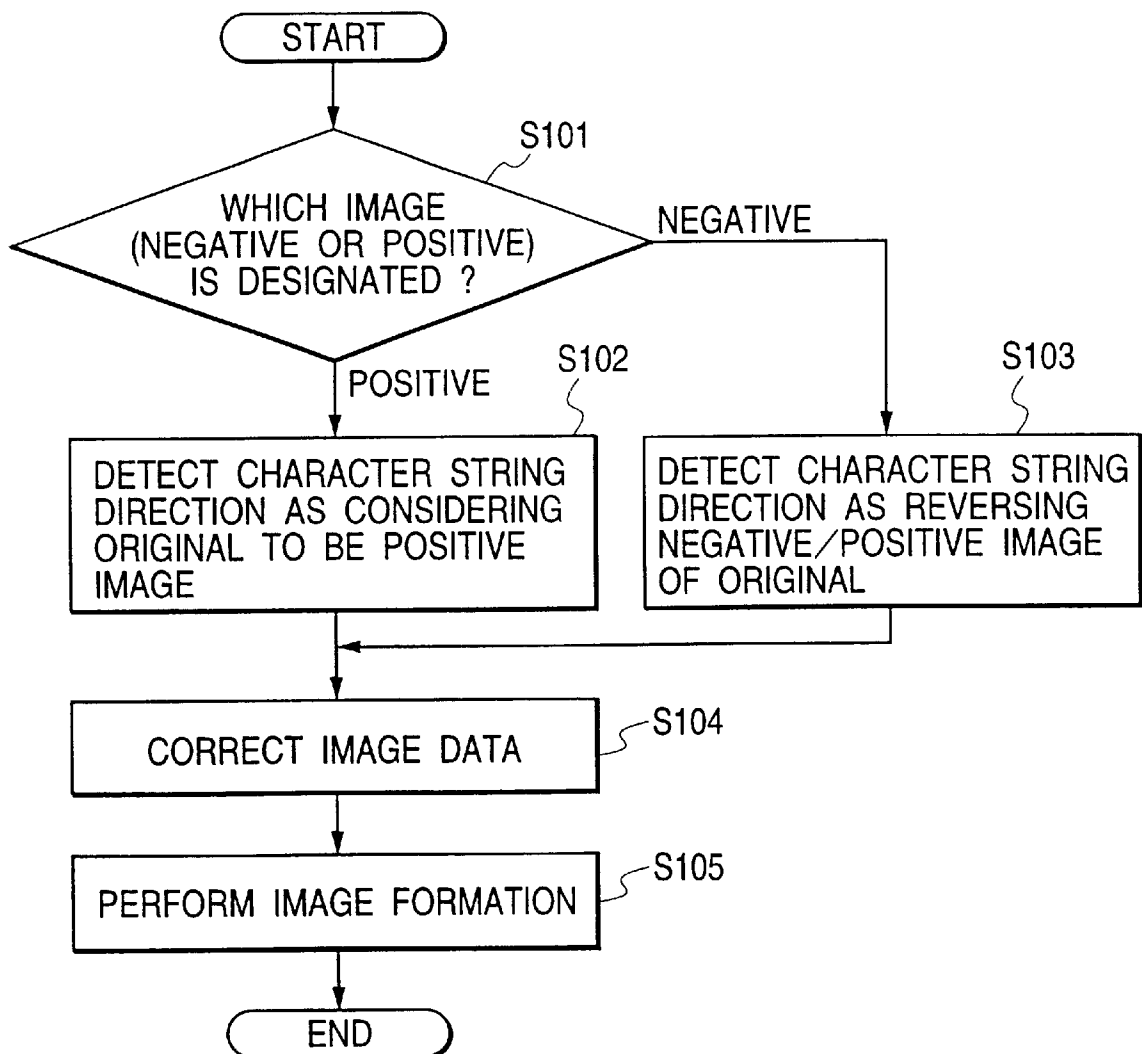 START
S101
WHICH IMAGE
(NEGATIVE OR POSITIVE)
IS DESIGNATED ?
NEGATIVE
POSITIVE
S102
DETECT CHARACTER STRING
DIRECTION AS CONSIDERING
ORIGINAL TO BE POSITIVE
IMAGE
S103
DETECT CHARACTER STRING
DIRECTION AS REVERSING
NEGATIVE/POSITIVE IMAGE
OF ORIGINAL
S104
CORRECT IMAGE DATA
S105
PERFORM IMAGE FORMATION
END